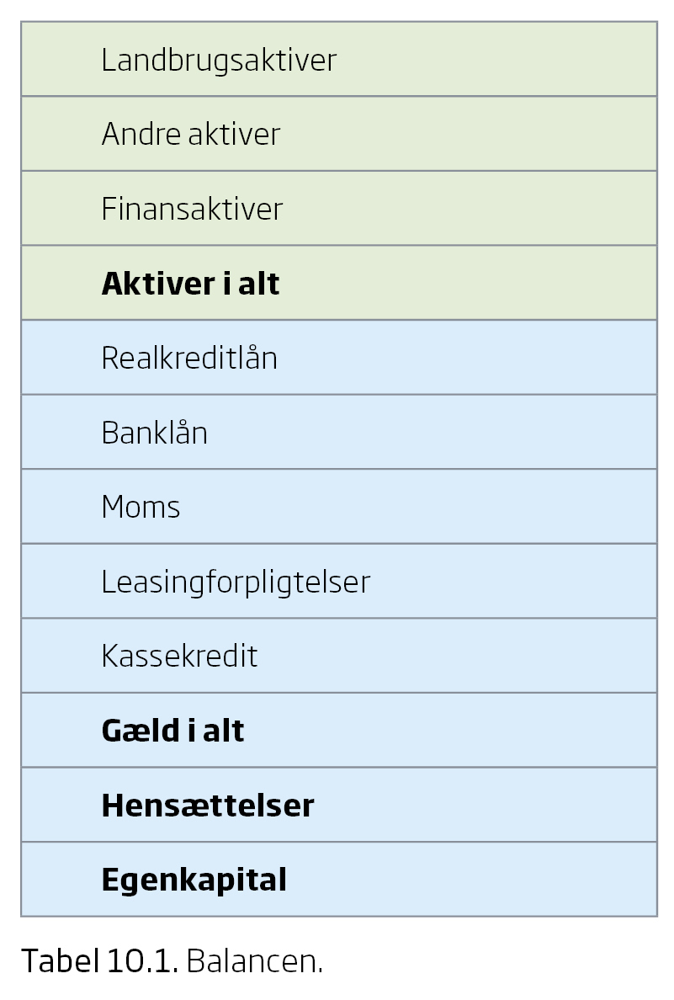 Landbrugsaktiver
Andre aktiver
Finansaktiver
Aktiver i alt
Realkreditlån
Banklån
Moms
Leasingforpligtelser
Kassekredit
Gæld i alt
Hensættelser
Egenkapital
Tabel 10.1. Balancen.